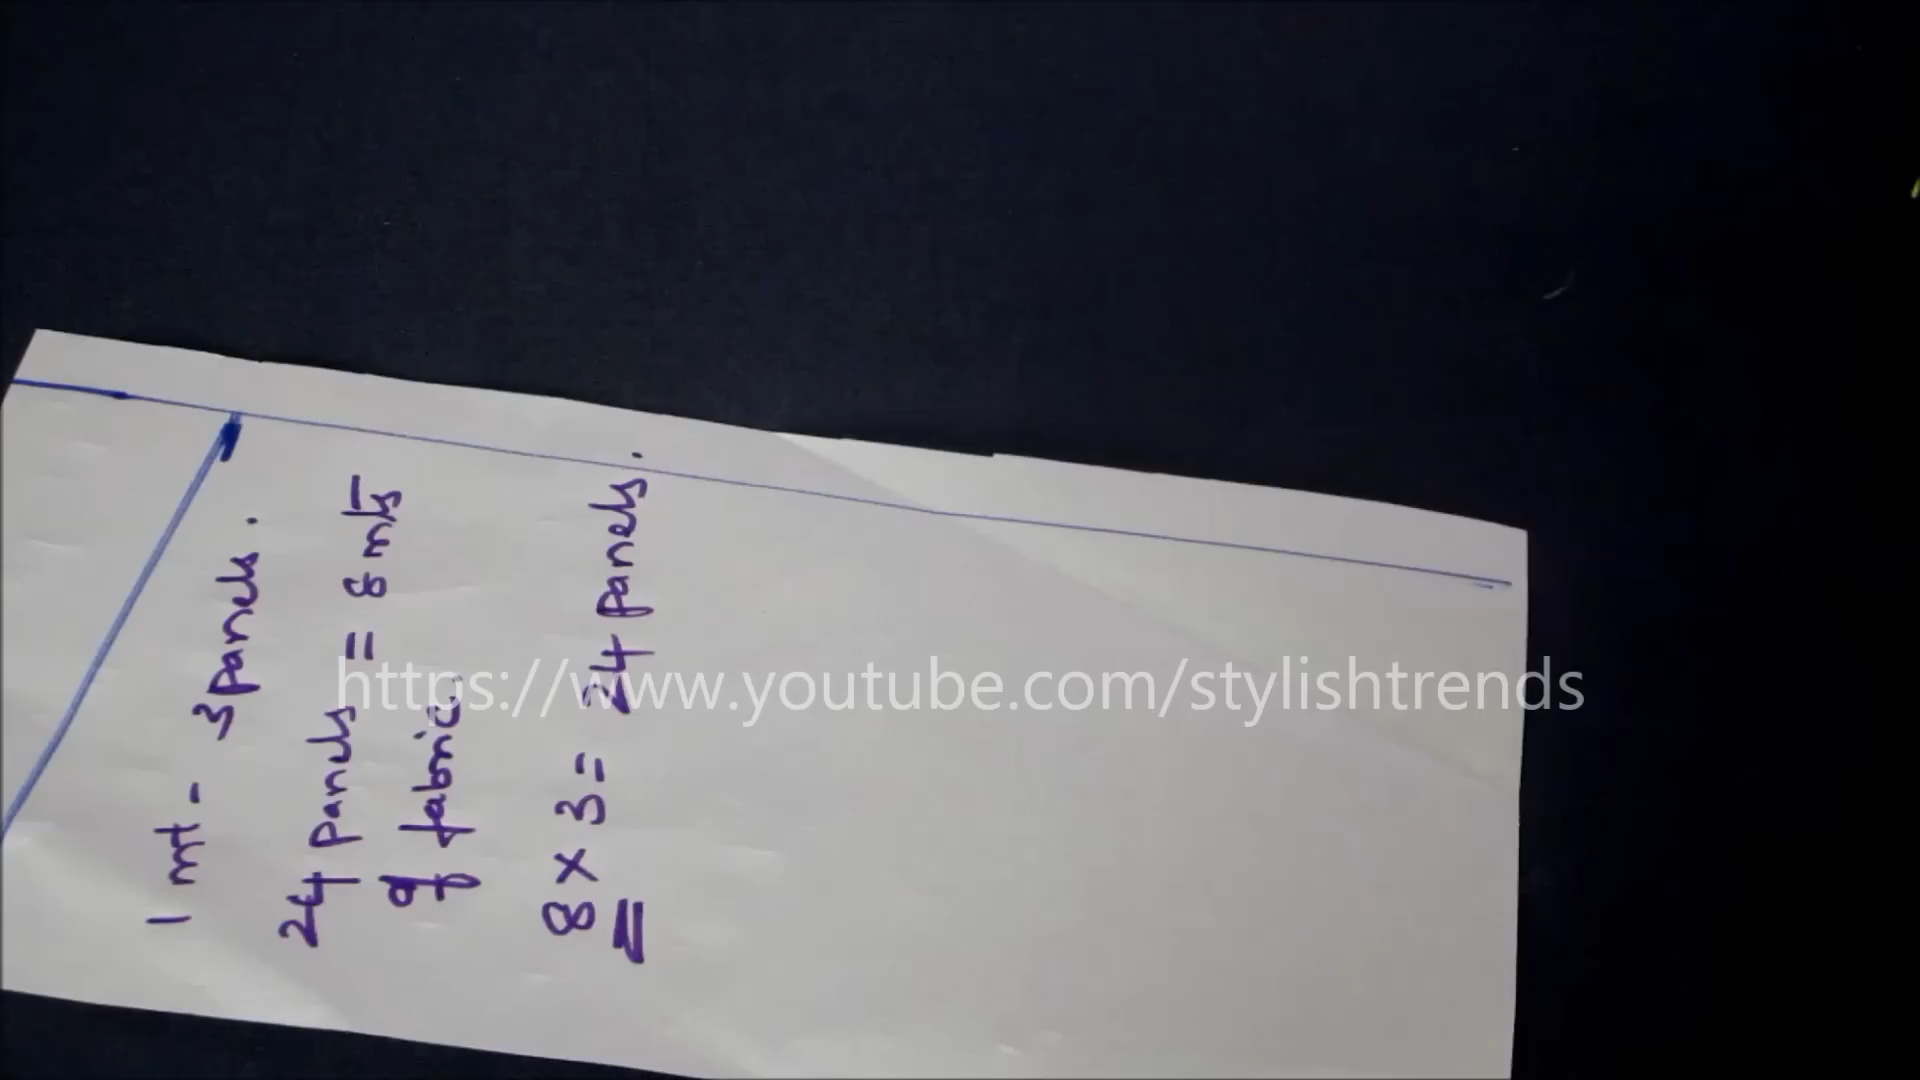 1 mt - 3 panels.
24 panels = 8 mts
of fabric.
8 x 3 = 24 panels.
https://www.youtube.com/stylishtrends